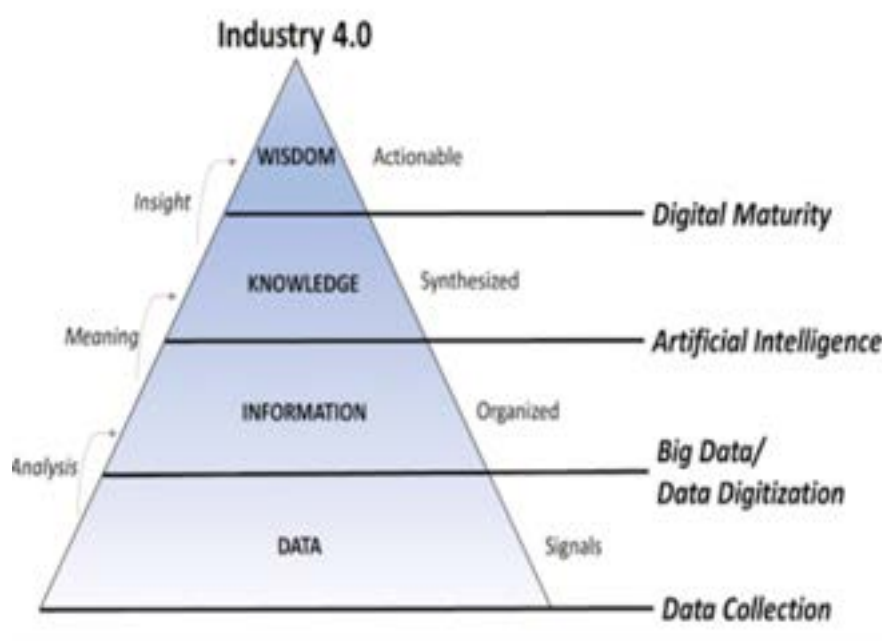 Industry 4.0
WISDOM
Actionable
Insight
Digital Maturity
KNOWLEDGE
Synthesized
Meaning
Artificial Intelligence
INFORMATION
Organized
Analysis
Big Data/
Data Digitization
DATA
Signals
Data Collection